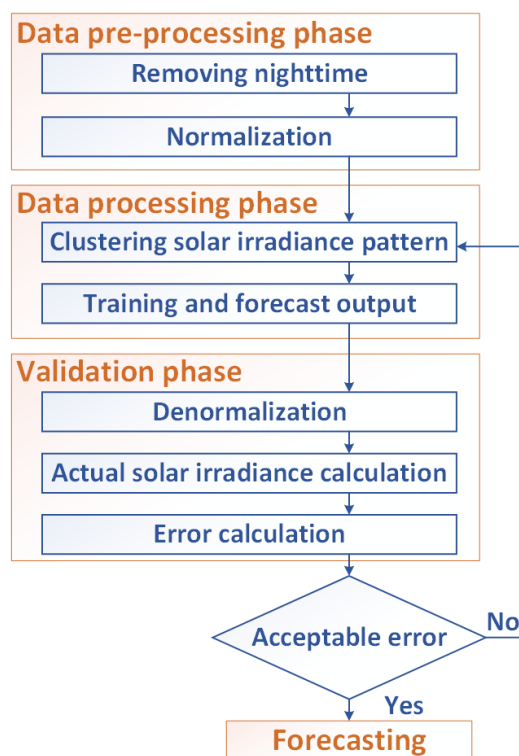 Data pre-processing phase
Removing nighttime
Normalization
Data processing phase
Clustering solar irradiance pattern
Training and forecast output
Validation phase
Denormalization
Actual solar irradiance calculation
Error calculation
Acceptable error
No
Yes
Forecasting